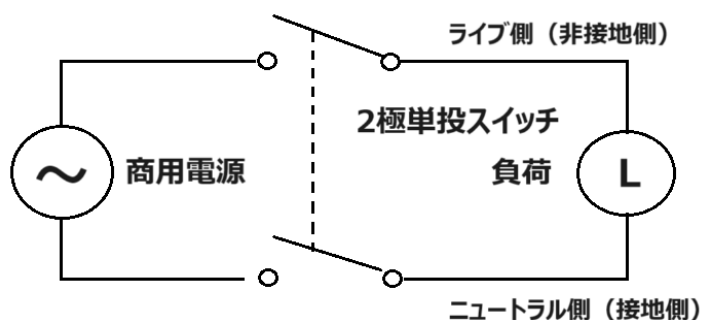 ライブ側（非接地側）
2極単投スイッチ
商用電源
負荷
L
ニュートラル側（接地側）